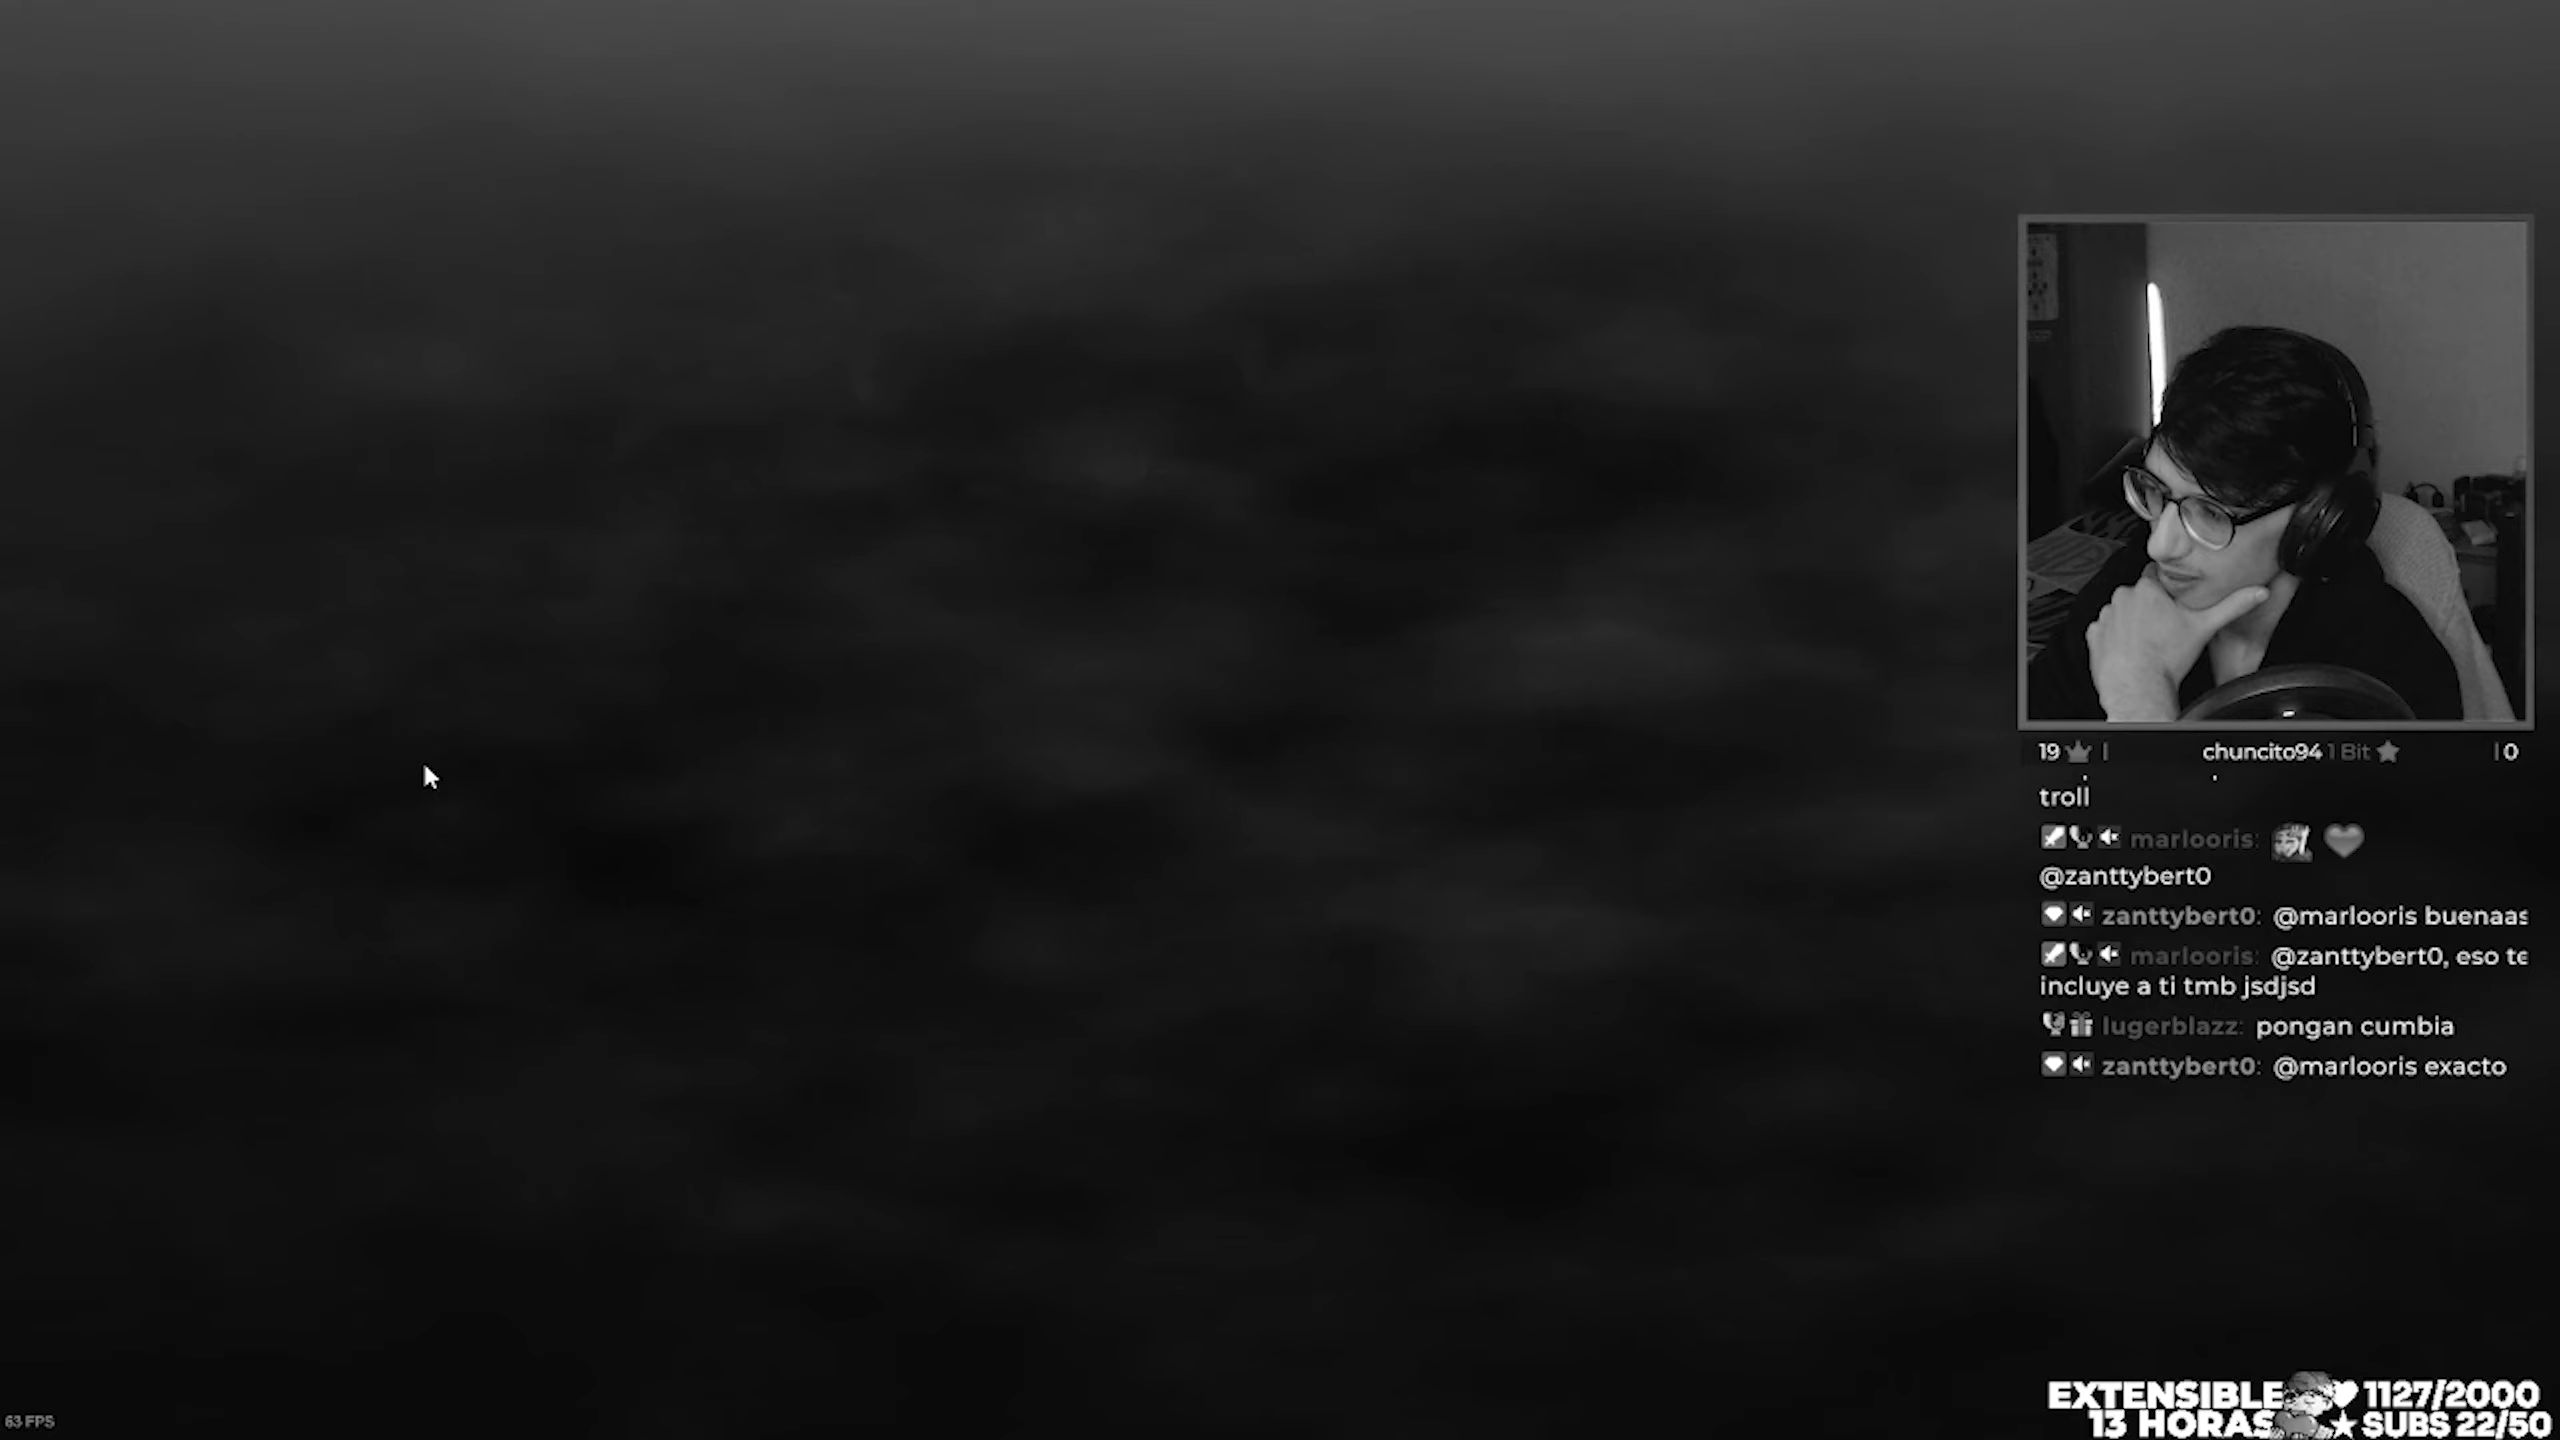 19 | chuncito94 1 Bit | 0
troll
marlooris:
@zanttybert0
zanttybert0: @marlooris buenaas
marlooris: @zanttybert0, eso te
incluye a ti tmb jsdjsd
lugerblazz: pongan cumbia
zanttybert0: @marlooris exacto
EXTENSIBLE 1127/2000
13 HORAS SUBS 22/50
63 FPS